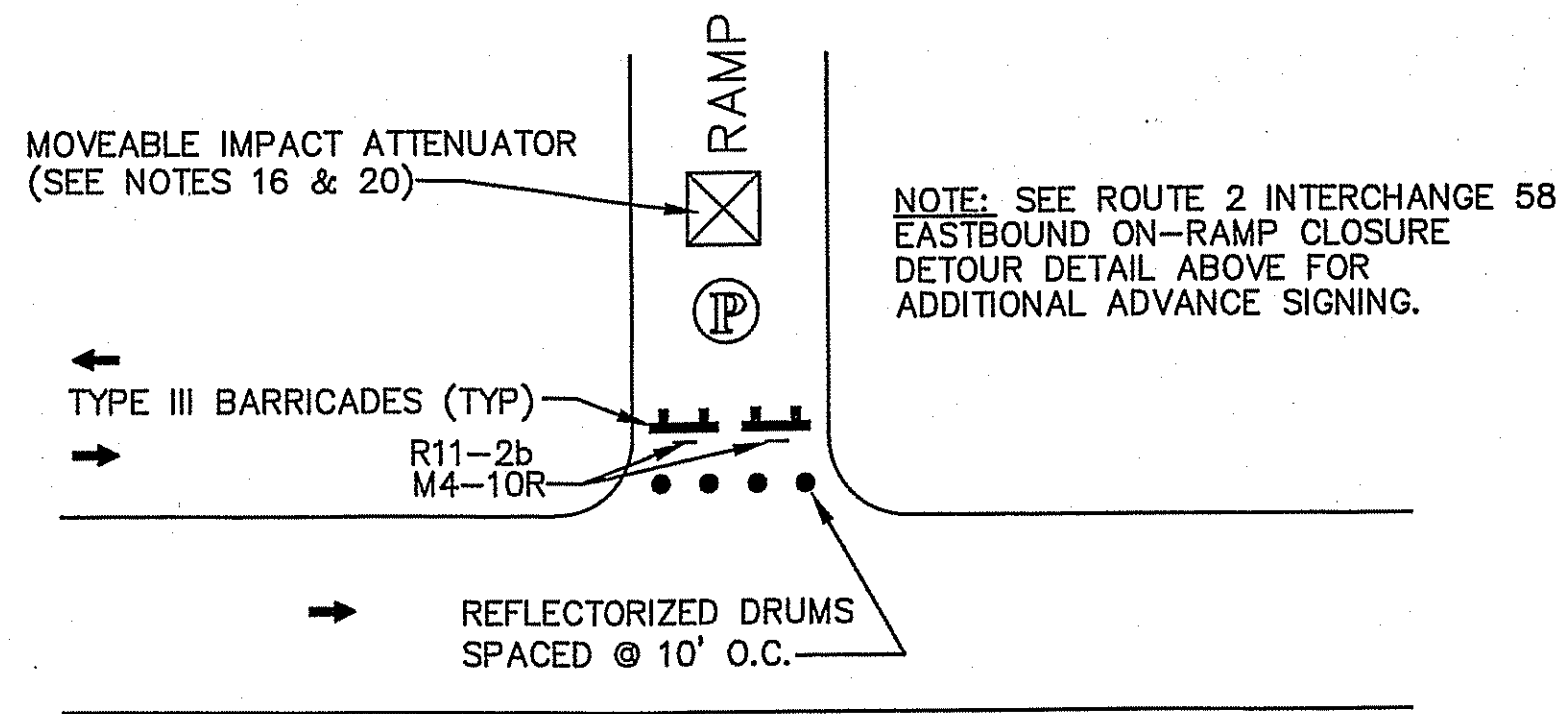 RAMP
MOVEABLE IMPACT ATTENUATOR
(SEE NOTES 16 & 20)
NOTE: SEE ROUTE 2 INTERCHANGE 58
EASTBOUND ON-RAMP CLOSURE
DETOUR DETAIL ABOVE FOR
ADDITIONAL ADVANCE SIGNING.
P
TYPE III BARRICADES (TYP)
R11-2b
M4-10R
REFLECTORIZED DRUMS
SPACED @ 10' O.C.